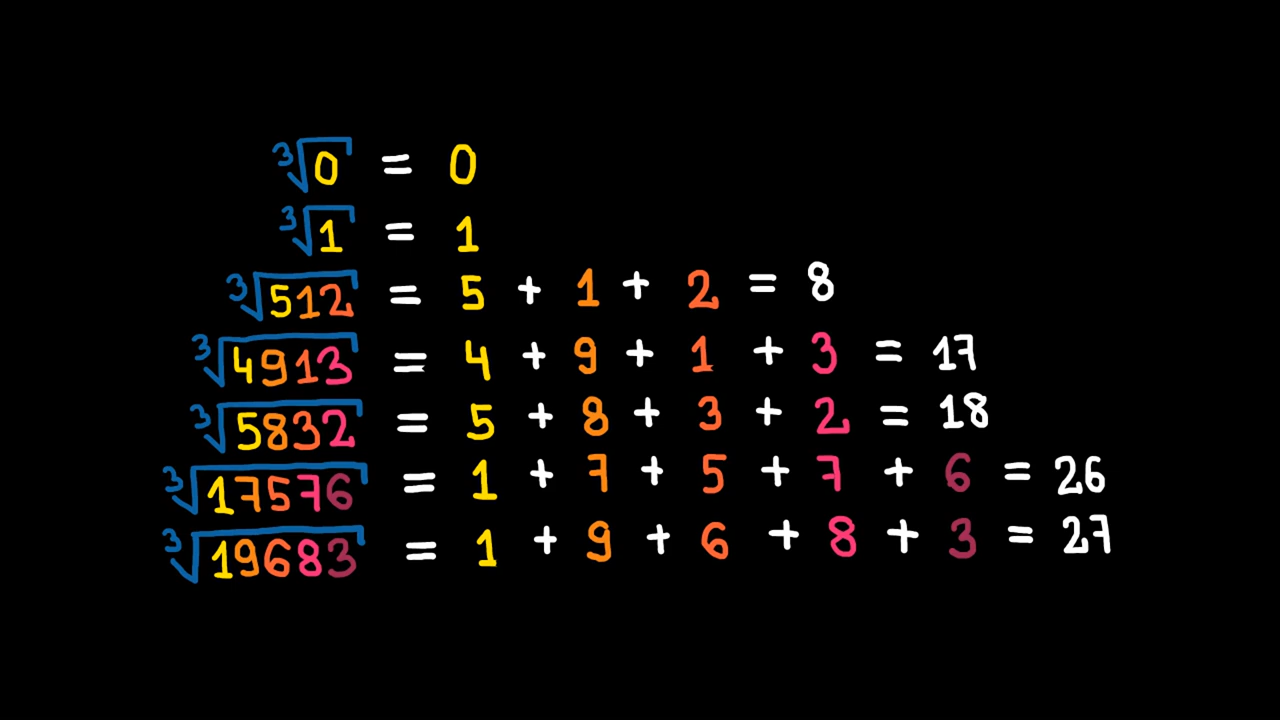 ∛0 = 0
∛1 = 1
∛512 = 5 + 1 + 2 = 8
∛4913 = 4 + 9 + 1 + 3 = 17
∛5832 = 5 + 8 + 3 + 2 = 18
∛17576 = 1 + 7 + 5 + 7 + 6 = 26
∛19683 = 1 + 9 + 6 + 8 + 3 = 27